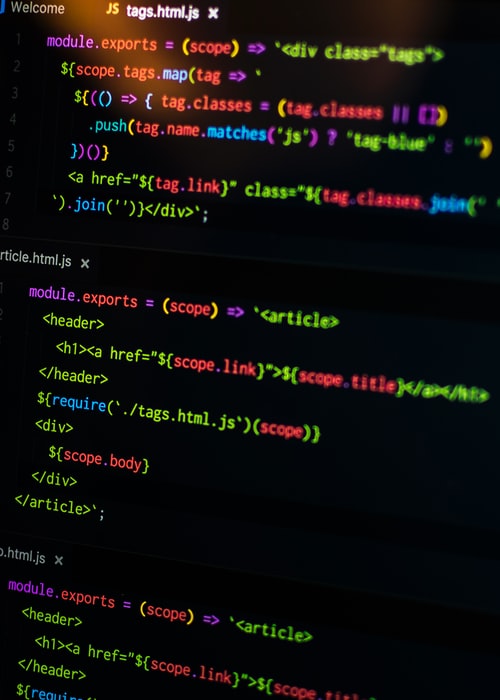 Welcome JS tags.html.js ×
1 module.exports = (scope) => `<div class="tags">
2 ${scope.tags.map(tag => `
3 ${(() => { tag.classes = (tag.classes || [])
4 .push(tag.name.matches('js') ? 'tag-blue' : '')
5 })()}
6 <a href="${tag.link}" class="${tag.classes.join(' '
7 `).join('')}</div>`;
8
rticle.html.js ×
1 module.exports = (scope) => `<article>
2 <header>
<h1><a href="${scope.link}">${scope.title}</a></h1>
</header>
${require(`./tags.html.js`)(scope)}
<div>
${scope.body}
</div>
</article>`;
o.html.js ×
module.exports = (scope) => `<article>
<header>
<h1><a href="${scope.link}">${scope.title
</header>
${require(`